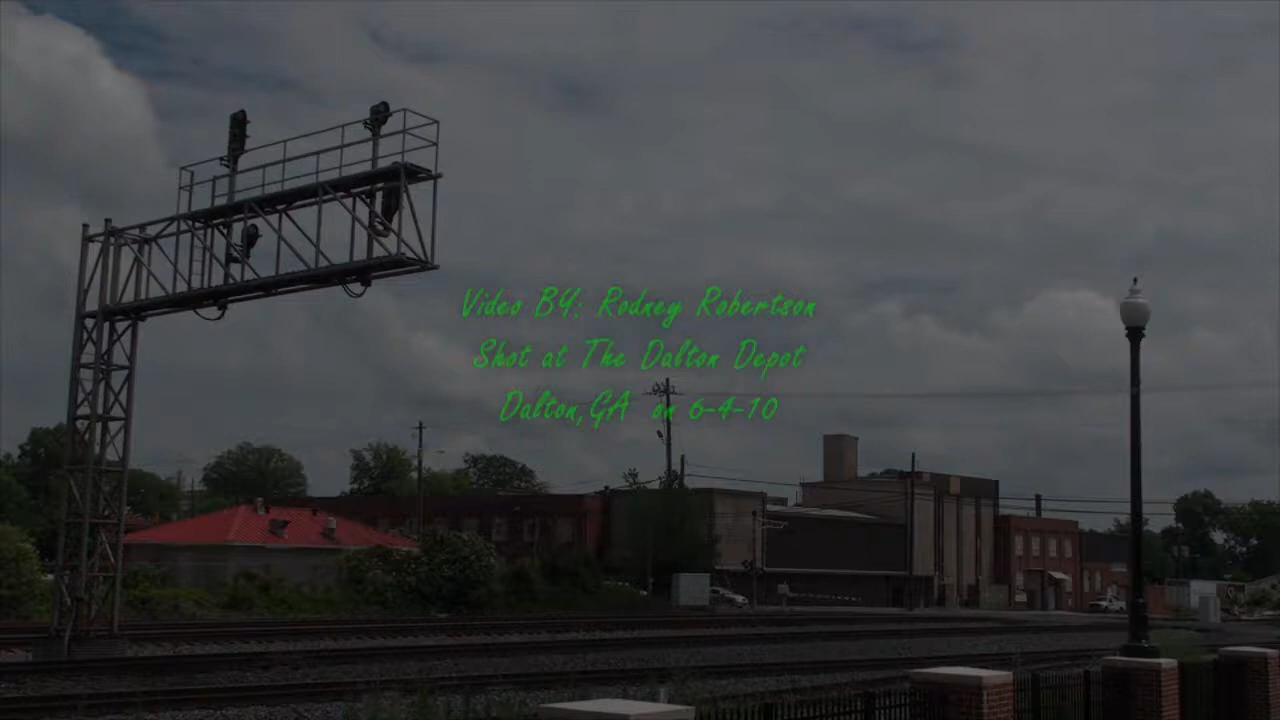 Video BY: Rodney Robertson
Shot at The Dalton Depot
Dalton,GA on 6-4-10